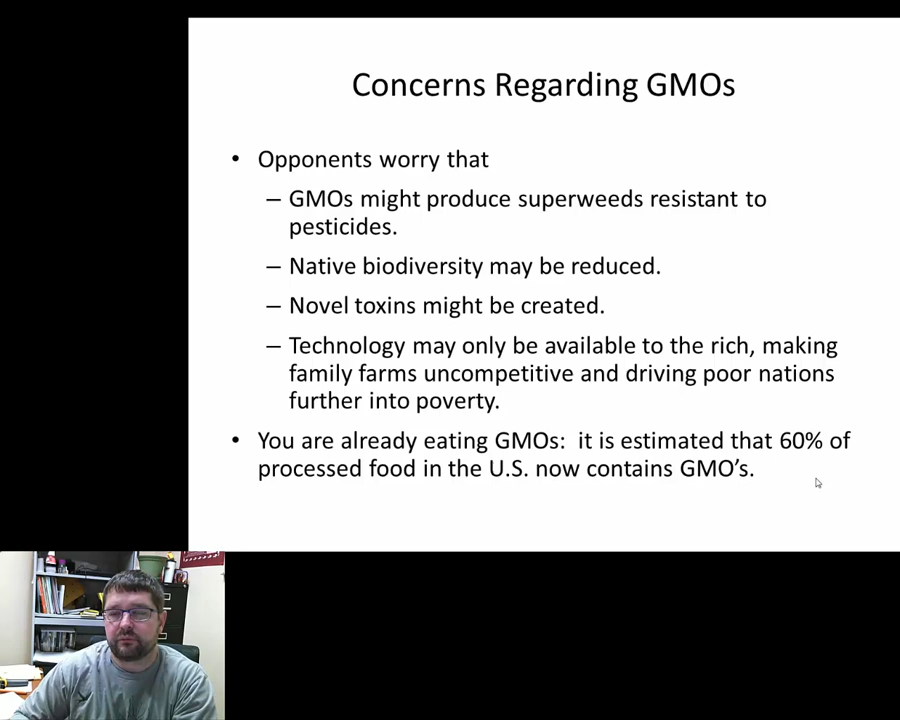 Concerns Regarding GMOs
• Opponents worry that
– GMOs might produce superweeds resistant to
pesticides.
– Native biodiversity may be reduced.
– Novel toxins might be created.
– Technology may only be available to the rich, making
family farms uncompetitive and driving poor nations
further into poverty.
• You are already eating GMOs:  it is estimated that 60% of
processed food in the U.S. now contains GMO’s.